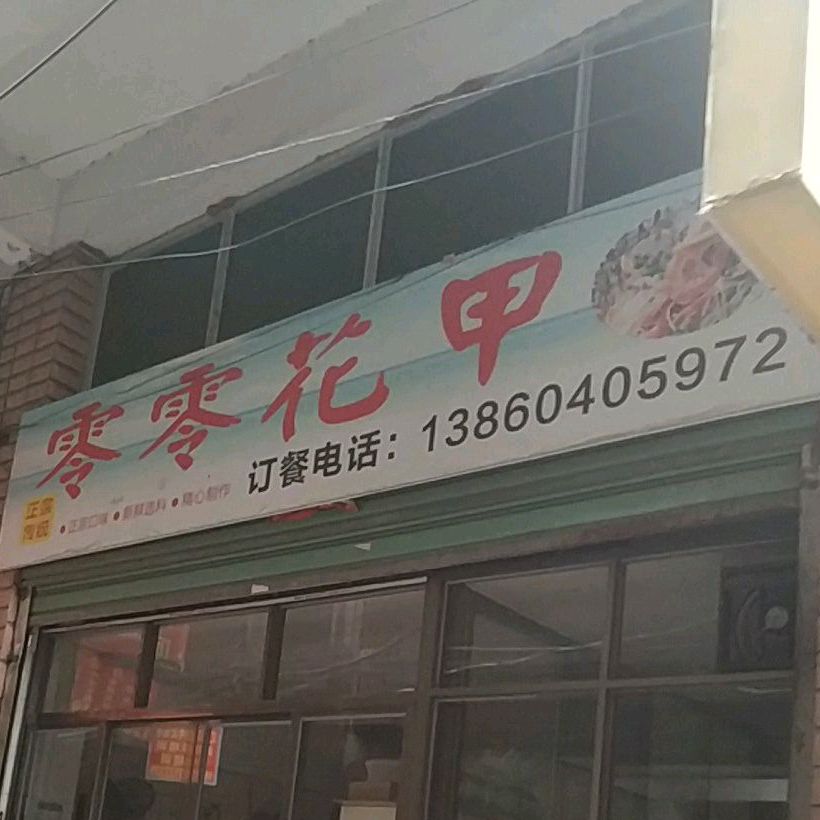 零零花甲
订餐电话：13860405972
正宗
传统
●正宗口味 ●新鲜选料 ●精心制作